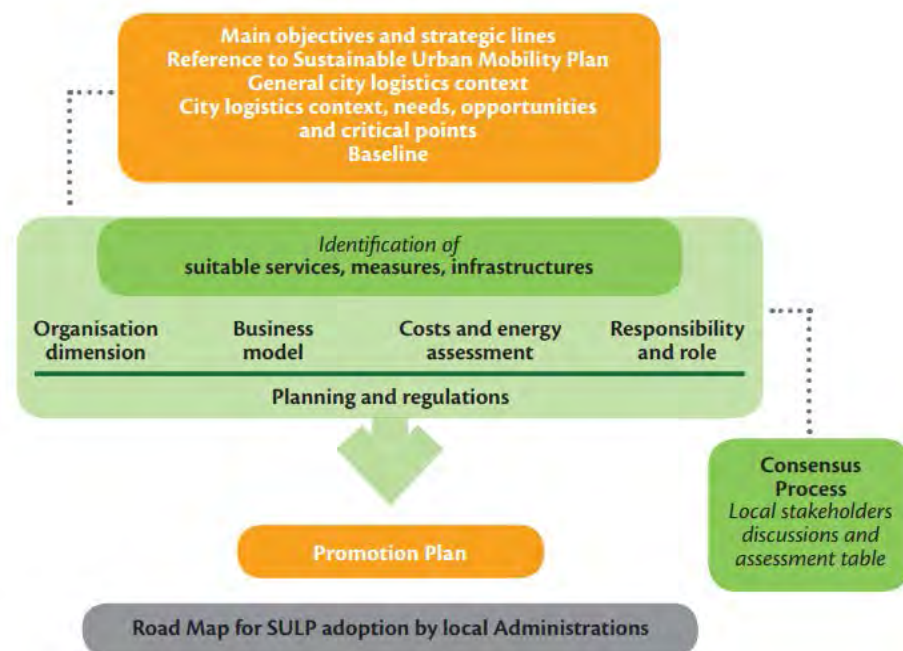 Main objectives and strategic lines
Reference to Sustainable Urban Mobility Plan
General city logistics context
City logistics context, needs, opportunities
and critical points
Baseline
Identification of
suitable services, measures, infrastructures
Organisation
dimension
Business
model
Costs and energy
assessment
Responsibility
and role
Planning and regulations
Consensus
Process
Local stakeholders
discussions and
assessment table
Promotion Plan
Road Map for SULP adoption by local Administrations